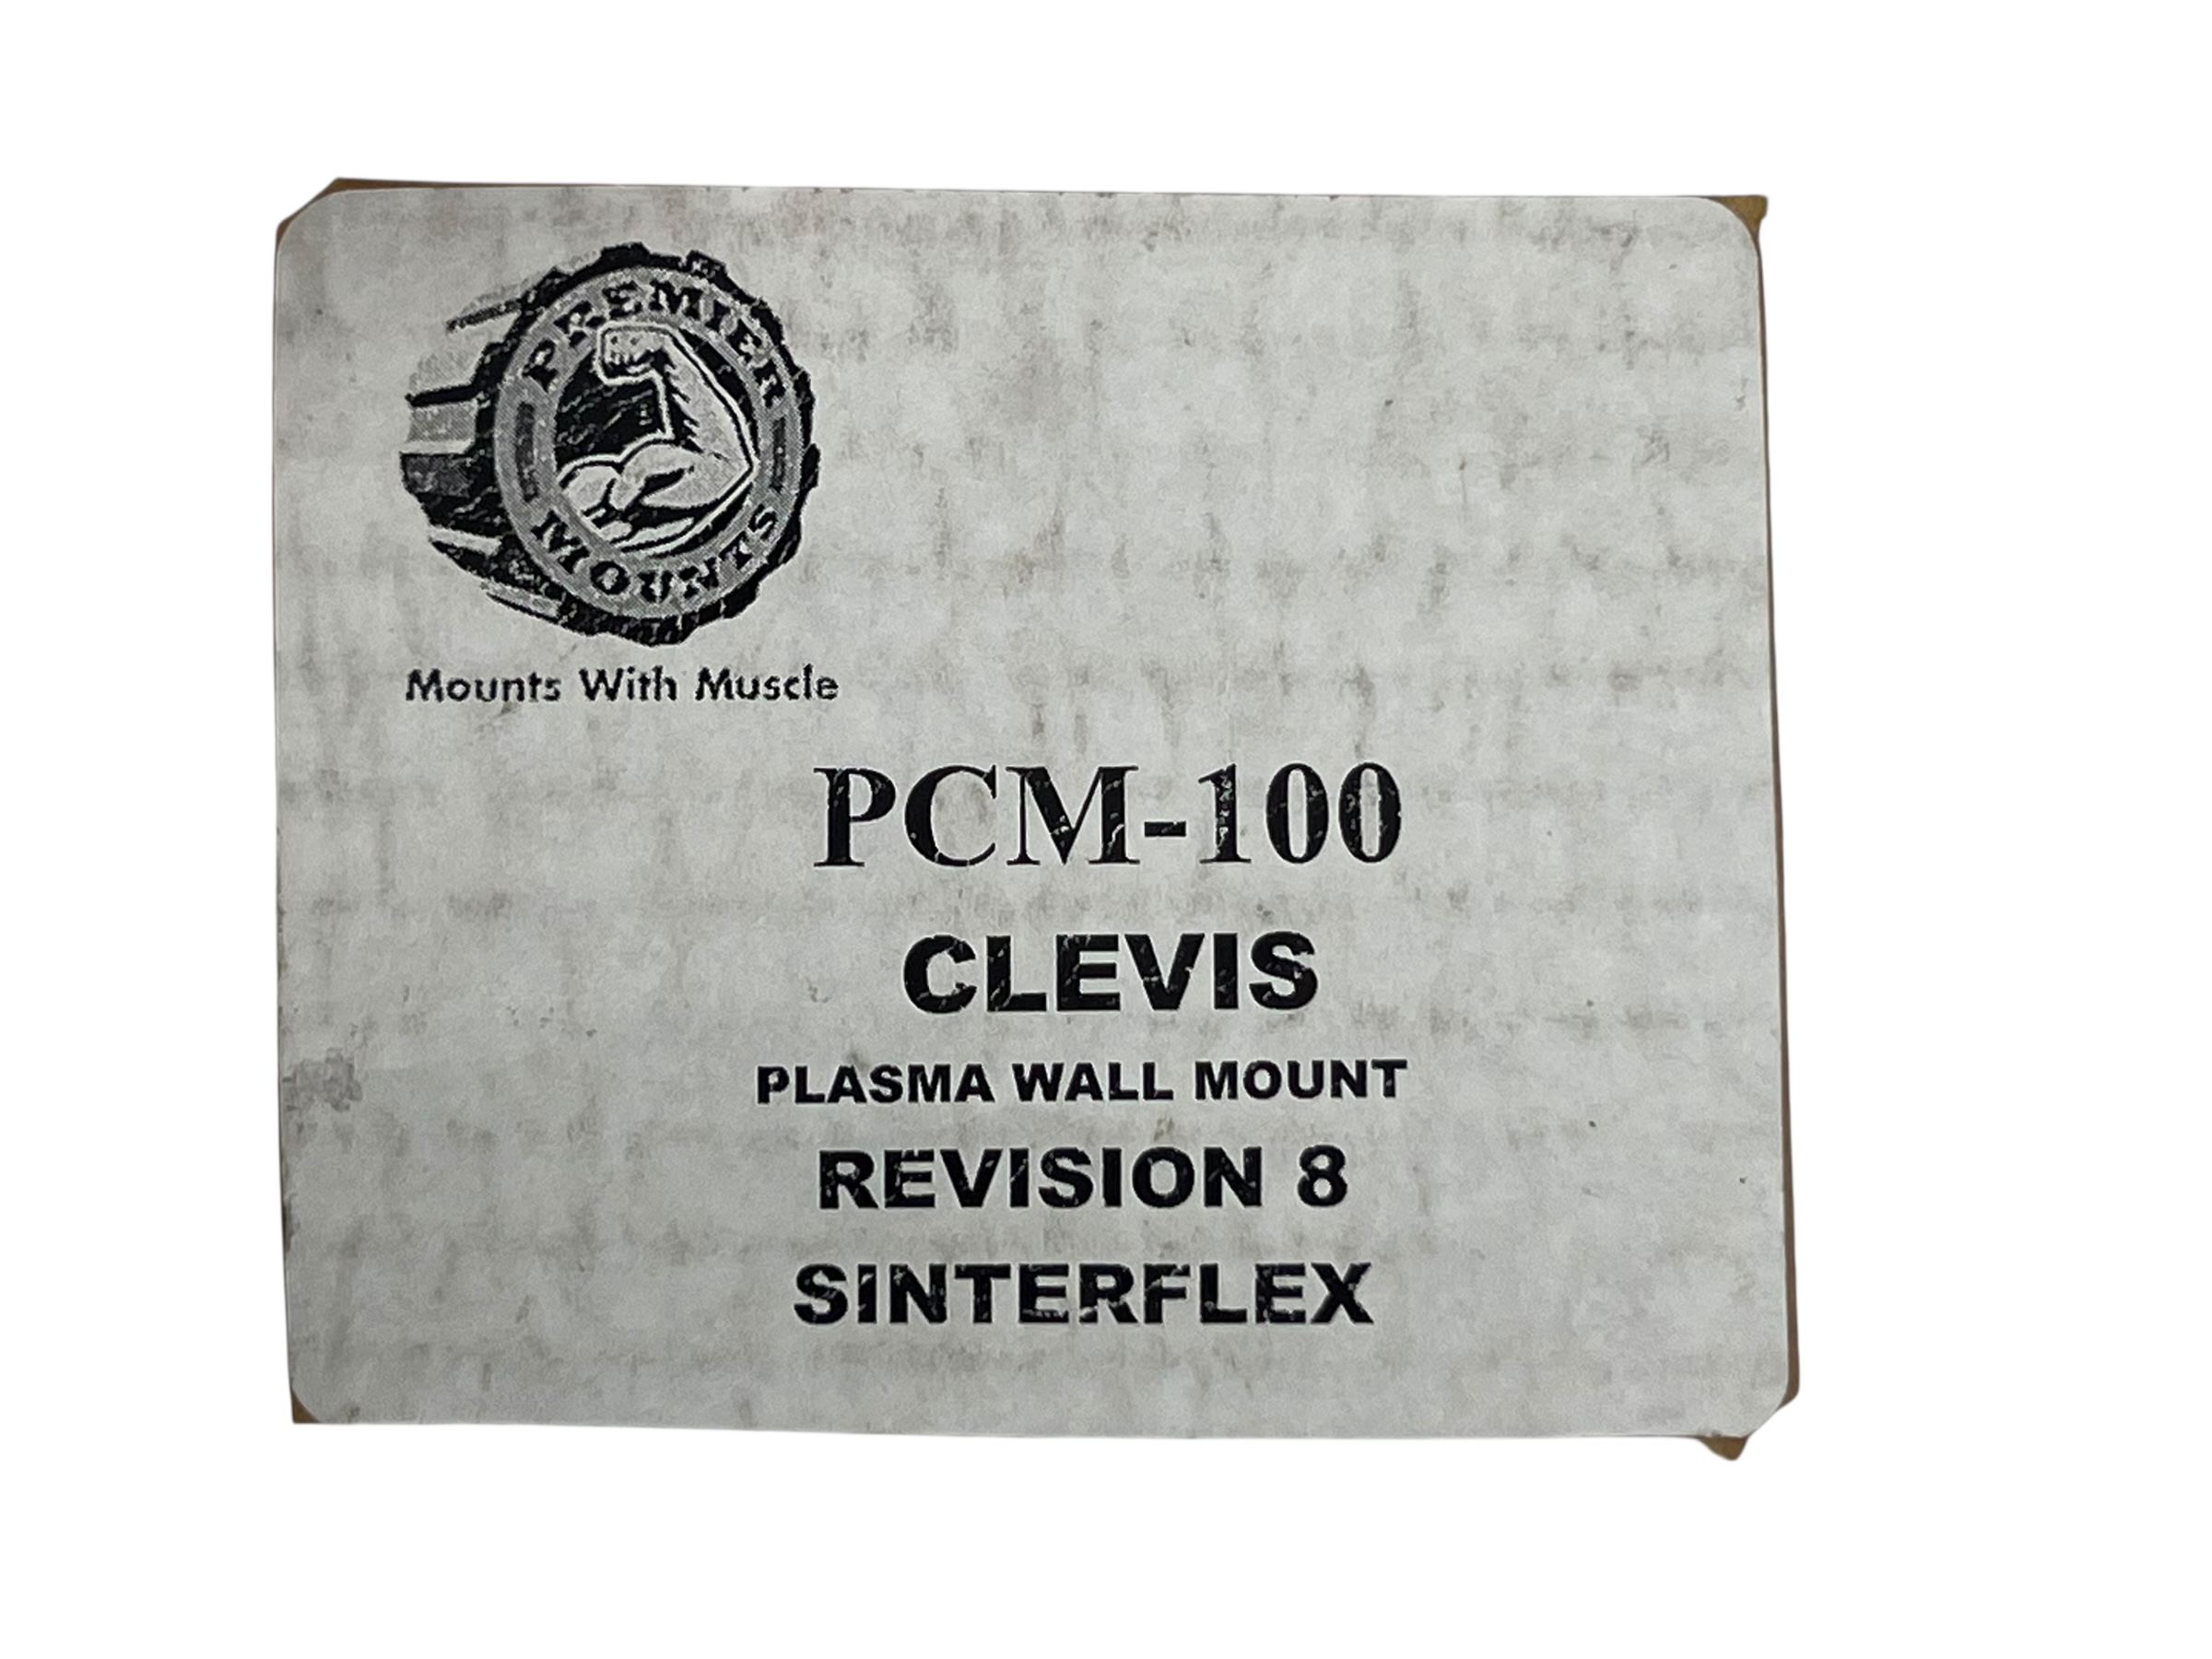 PREMIER
MOUNTS
Mounts With Muscle
PCM-100
CLEVIS
PLASMA WALL MOUNT
REVISION 8
SINTERFLEX